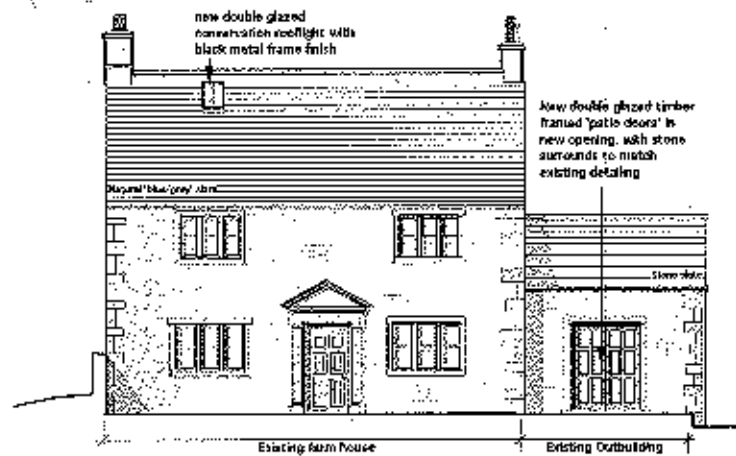 new double glazed
conservation rooflight with
black metal frame finish
New double glazed timber
framed 'patio doors' in
new opening, with stone
surrounds to match
existing detailing
Natural 'blue/grey' slate
Stone slate
Existing farm house
Existing Outbuilding